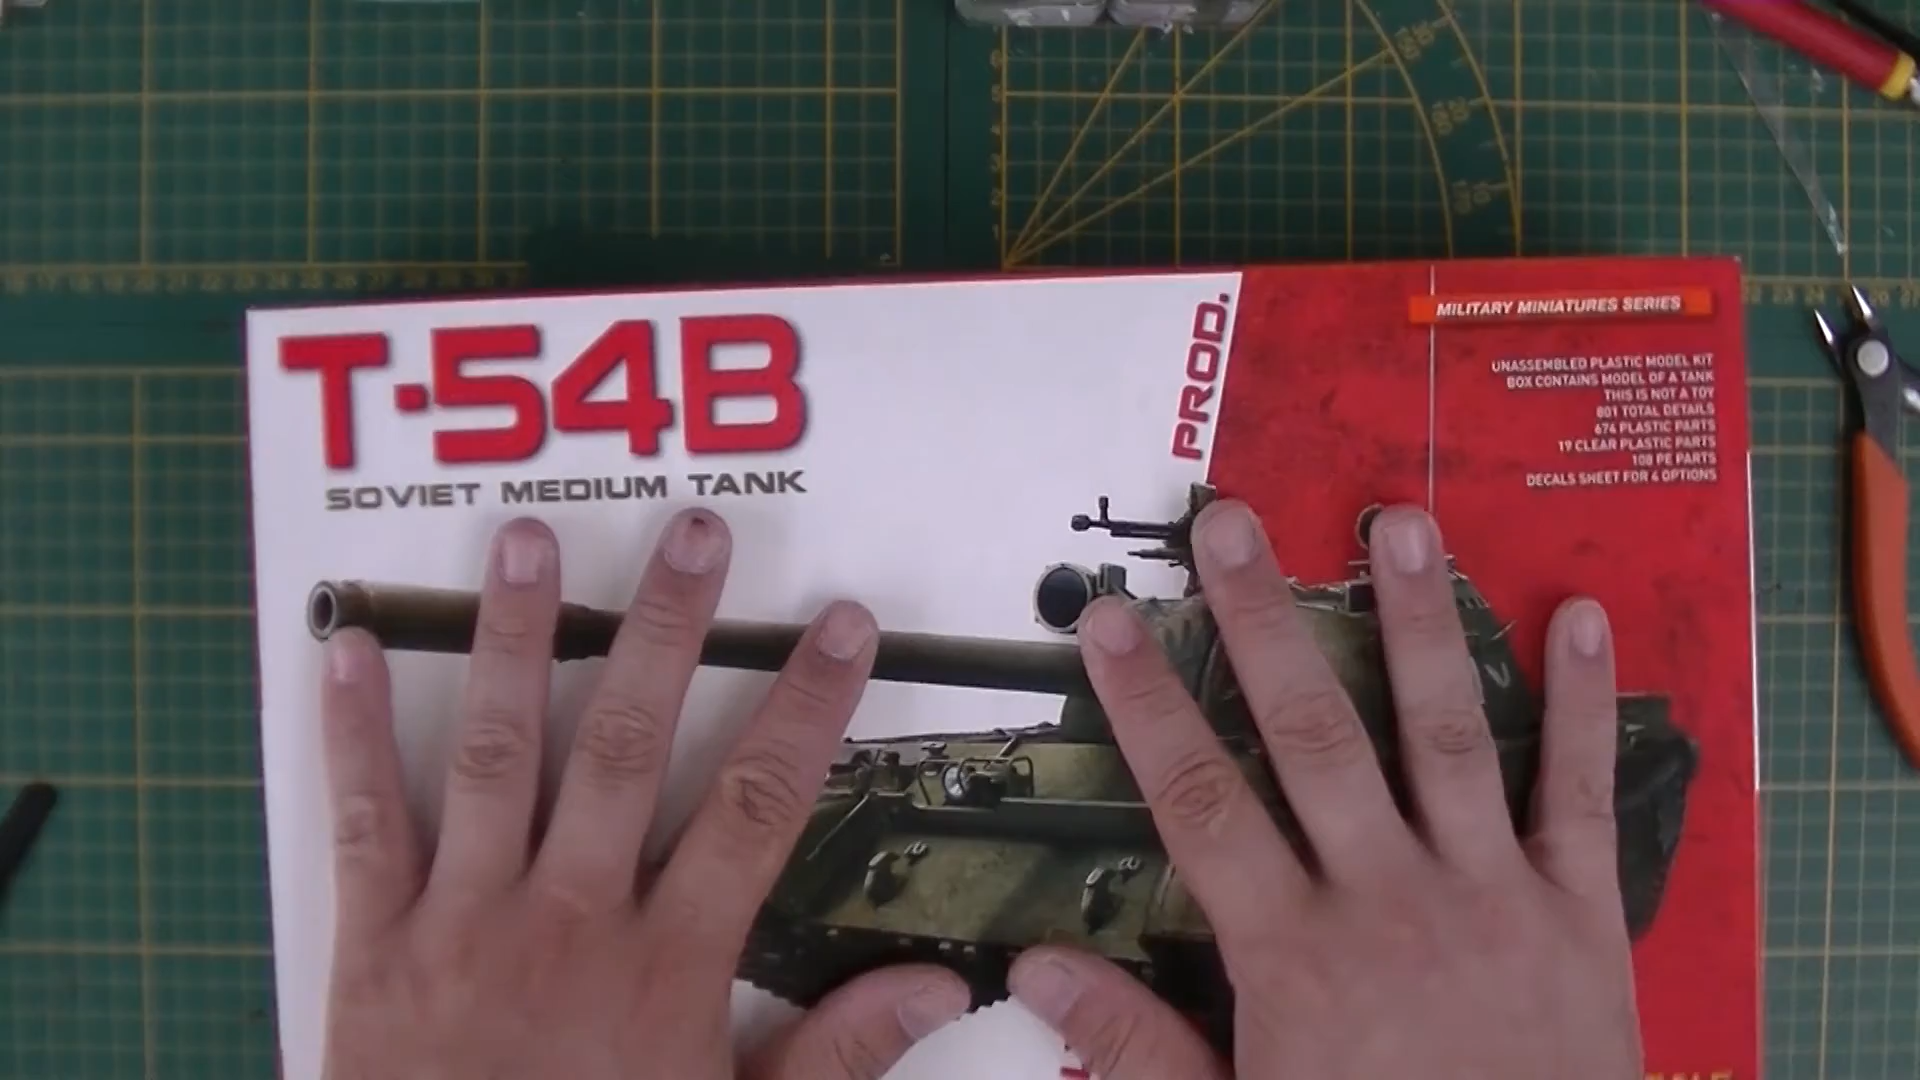 T-54B
SOVIET MEDIUM TANK
PROD.
MILITARY MINIATURES SERIES
UNASSEMBLED PLASTIC MODEL KIT
BOX CONTAINS MODEL OF A TANK
THIS IS NOT A TOY
801 TOTAL DETAILS
674 PLASTIC PARTS
19 CLEAR PLASTIC PARTS
108 PE PARTS
DECALS SHEET FOR 4 OPTIONS